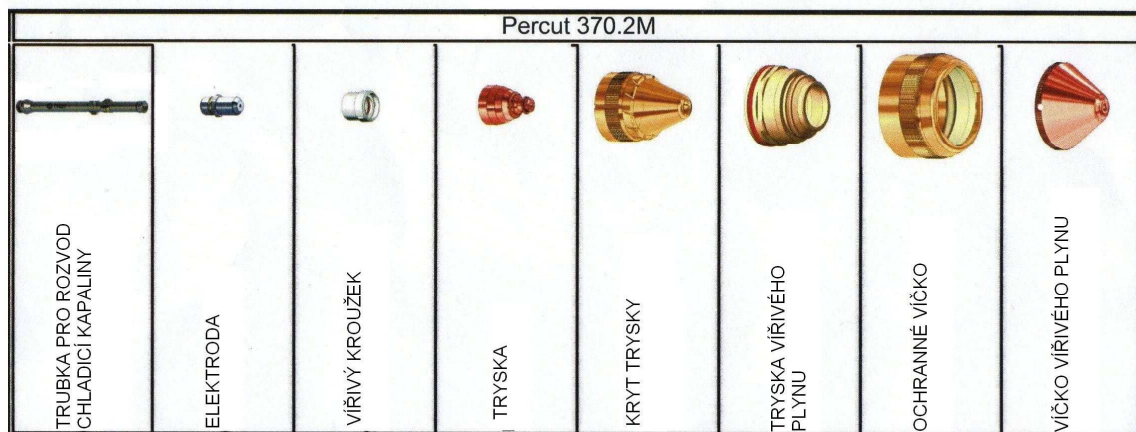 Percut 370.2M
TRUBKA PRO ROZVOD
CHLADICÍ KAPALINY
ELEKTRODA
VÍŘIVÝ KROUŽEK
TRYSKA
KRYT TRYSKY
TRYSKA VÍŘIVÉHO
PLYNU
OCHRANNÉ VÍČKO
VÍČKO VÍŘIVÉHO PLYNU